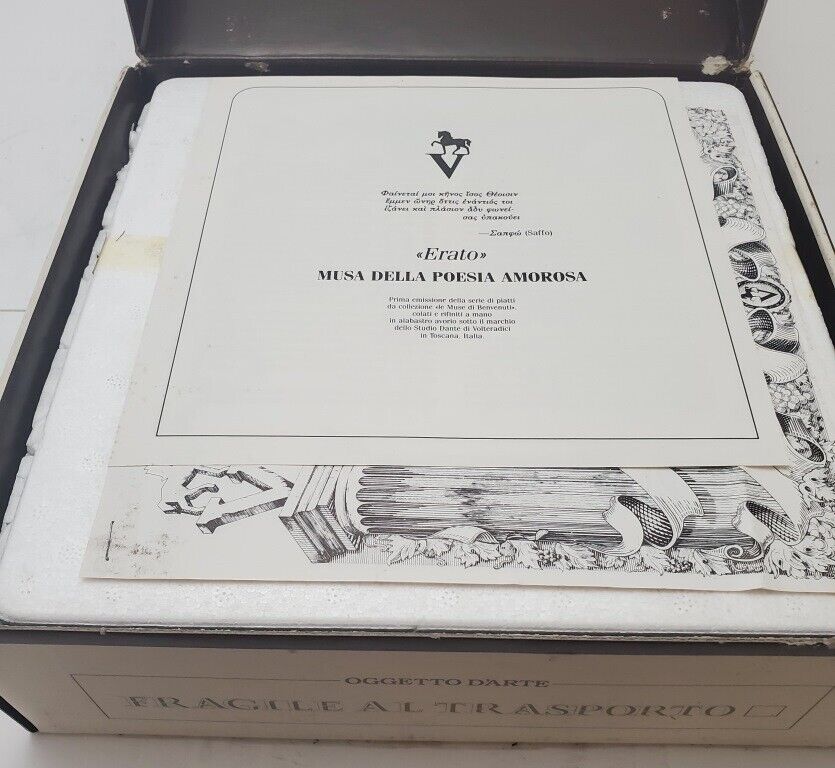 V
Φαίνεταί μοι κῆνος ἴσος Θέοισιν
ἔμμεν ὤνηρ ὄττις ἐνάντιός τοι
ἰζάνει καὶ πλάσιον ἆδυ φωνεί-
σας ὑπακούει
—Σαπφώ (Saffo)
«Erato»
MUSA DELLA POESIA AMOROSA
Prima emissione della serie di piatti
da collezione «le Muse di Benvenuti».
colati e rifiniti a mano
in alabastro avorio sotto il marchio
dello Studio Dante di Volteradici
in Toscana, Italia.
OGGETTO D'ARTE
FRAGILE AL TRASPORTO